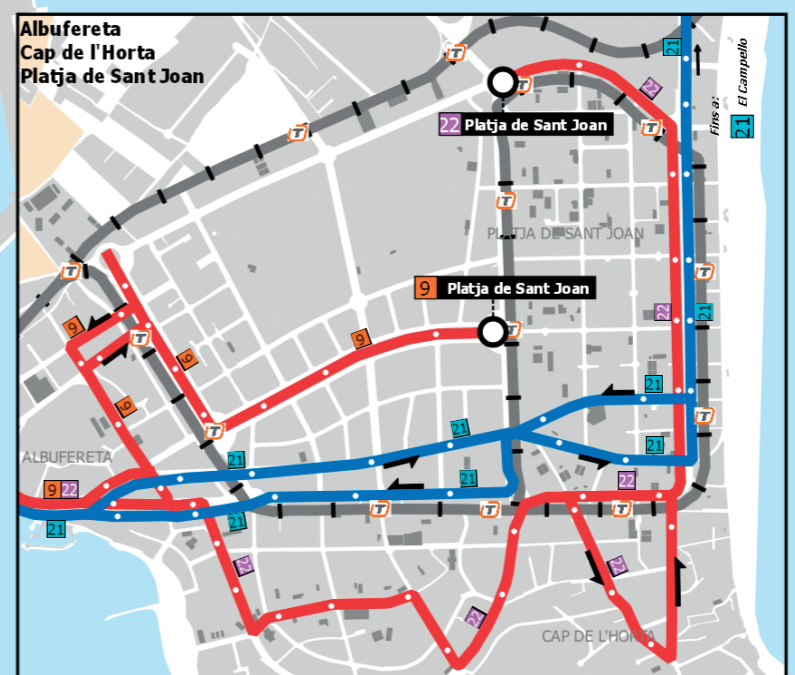 Albufereta
Cap de l'Horta
Platja de Sant Joan
T
21
22
T
T
Fins a:
El Campello
21
22 Platja de Sant Joan
T
T
T
PLATJA DE SANT JOAN
T
T
9 Platja de Sant Joan
22
21
9
T
T
9
9
21
9
T
T
21
21
21
ALBUFERETA
9 22
21
22
21
21
T
T
T
22
22
22
CAP DE L'HORTA